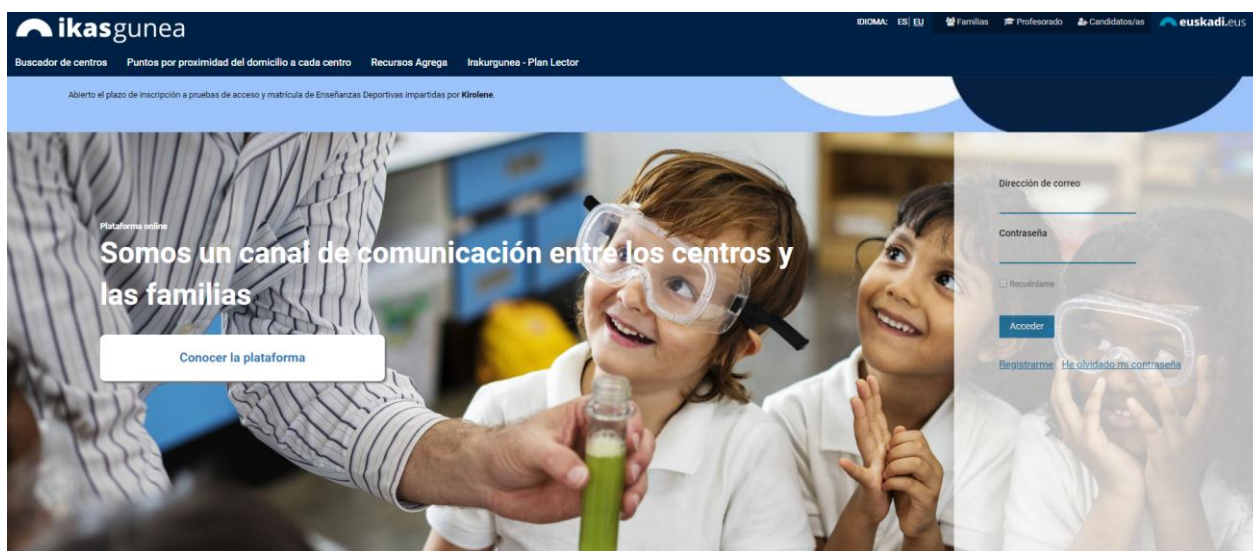 ikasgunea
IDIOMA: ES| EU Familias Profesorado Candidatos/as euskadi.eus
Buscador de centros Puntos por proximidad del domicilio a cada centro Recursos Agrega Irakurgunea - Plan Lector
Abierto el plazo de inscripción a pruebas de acceso y matrícula de Enseñanzas Deportivas impartidas por Kirolene.
Plataforma online
Somos un canal de comunicación entre los centros y
las familias
Conocer la plataforma
Dirección de correo
Contraseña
Recuérdame
Acceder
Registrarme He olvidado mi contraseña